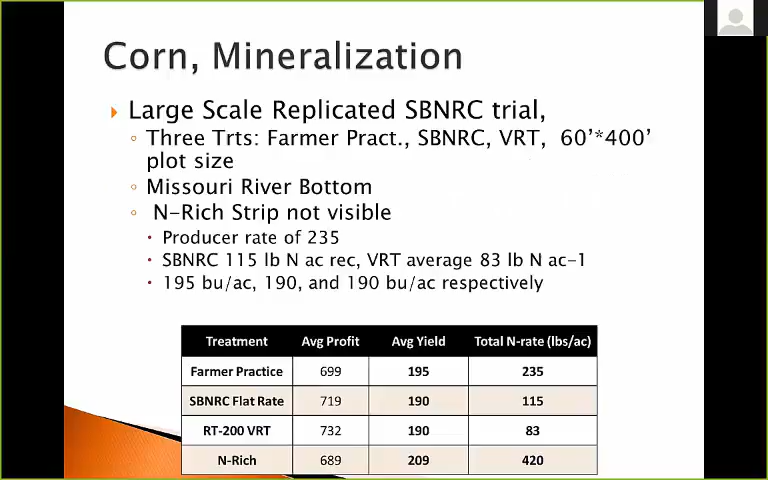 Corn, Mineralization
Large Scale Replicated SBNRC trial,
Three Trts: Farmer Pract., SBNRC, VRT, 60’*400’
plot size
Missouri River Bottom
N-Rich Strip not visible
Producer rate of 235
SBNRC 115 lb N ac rec, VRT average 83 lb N ac-1
195 bu/ac, 190, and 190 bu/ac respectively
Treatment Avg Profit Avg Yield Total N-rate (lbs/ac)
Farmer Practice 699 195 235
SBNRC Flat Rate 719 190 115
RT-200 VRT 732 190 83
N-Rich 689 209 420